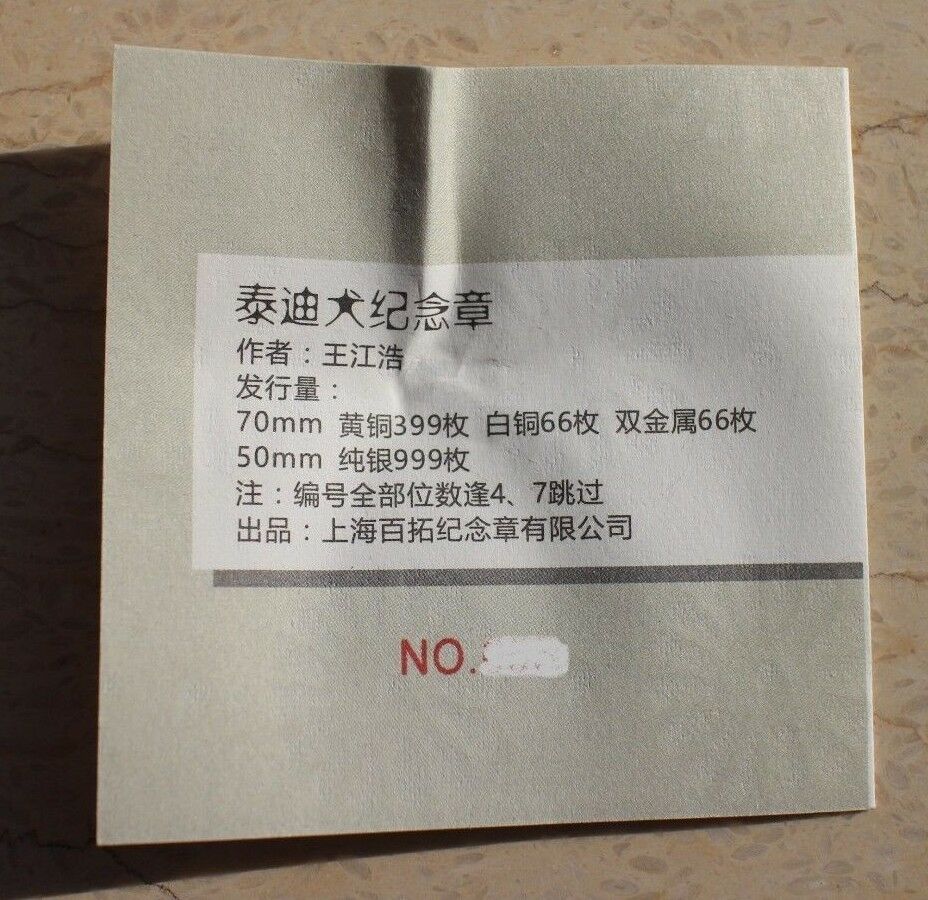 泰迪犬纪念章
作者：王江浩
发行量：
70mm 黄铜399枚 白铜66枚 双金属66枚
50mm 纯银999枚
注：编号全部位数逢4、7跳过
出品：上海百拓纪念章有限公司
NO.